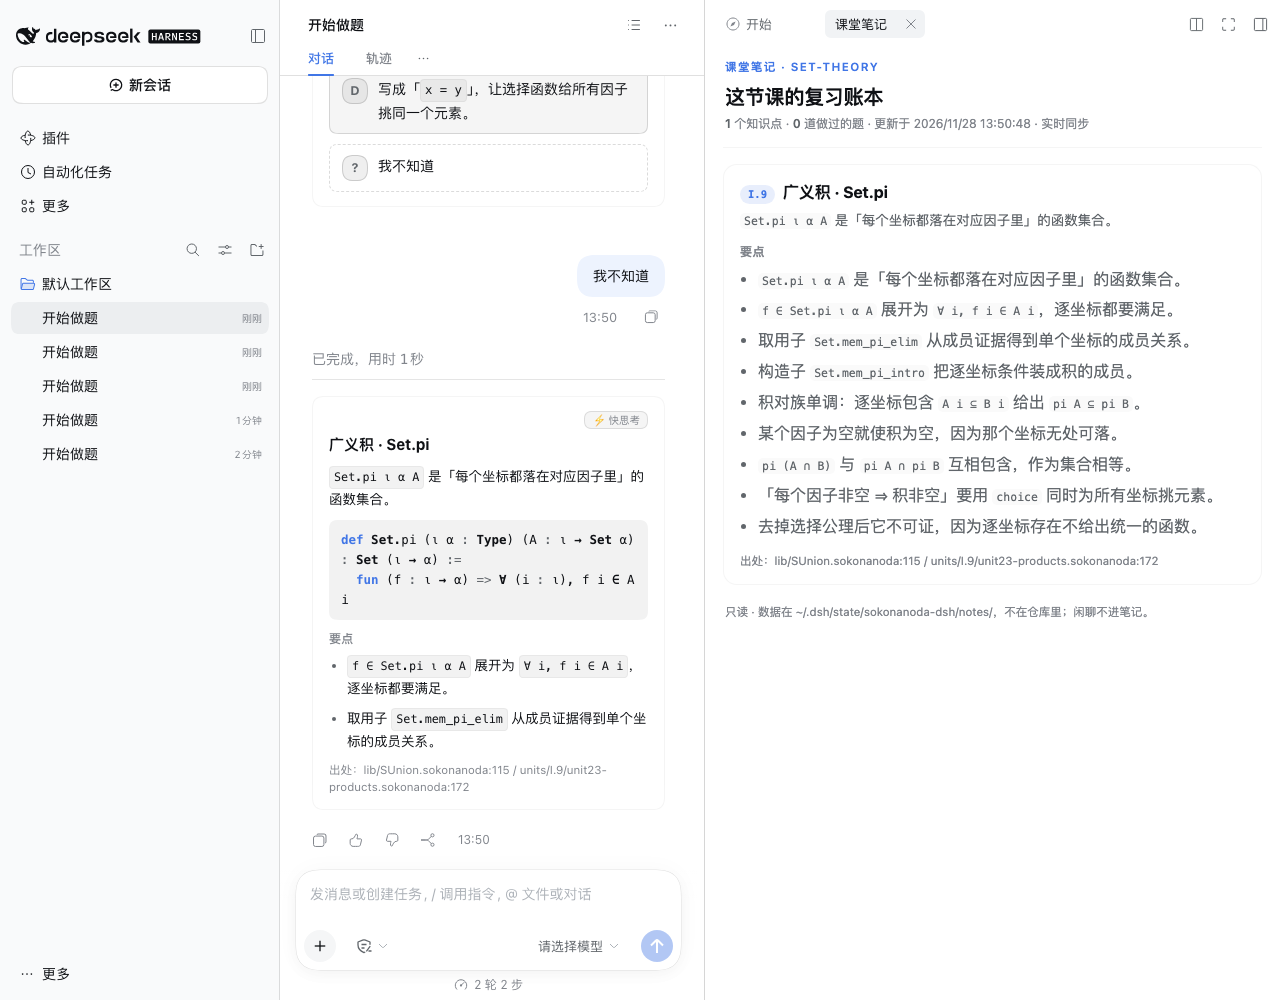 deepseek HARNESS
新会话
插件
自动化任务
更多
工作区
默认工作区
开始做题 刚刚
开始做题 刚刚
开始做题 刚刚
开始做题 1分钟
开始做题 2分钟
··· 更多
开始做题
对话 轨迹 ···
D 写成「x = y」，让选择函数给所有因子
挑同一个元素。
? 我不知道
我不知道
13:50
已完成，用时 1秒
⚡快思考
广义积 · Set.pi
Set.pi ι α A 是「每个坐标都落在对应因子里」的
函数集合。
def Set.pi (ι α : Type) (A : ι → Set α)
: Set (ι → α) :=
fun (f : ι → α) => ∀ (i : ι), f i ∈ A
i
要点
• f ∈ Set.pi ι α A 展开为 ∀ i, f i ∈ A i，
逐坐标都要满足。
• 取用子 Set.mem_pi_elim 从成员证据得到单个坐
标的成员关系。
出处：lib/SUnion.sokonanoda:115 / units/I.9/unit23-
products.sokonanoda:172
13:50
发消息或创建任务, / 调用指令, @ 文件或对话
请选择模型
2 轮 2 步
开始 课堂笔记
课堂笔记 · SET-THEORY
这节课的复习账本
1 个知识点 · 0 道做过的题 · 更新于 2026/11/28 13:50:48 · 实时同步
I.9 广义积 · Set.pi
Set.pi ι α A 是「每个坐标都落在对应因子里」的函数集合。
要点
• Set.pi ι α A 是「每个坐标都落在对应因子里」的函数集合。
• f ∈ Set.pi ι α A 展开为 ∀ i, f i ∈ A i，逐坐标都要满足。
• 取用子 Set.mem_pi_elim 从成员证据得到单个坐标的成员关系。
• 构造子 Set.mem_pi_intro 把逐坐标条件装成积的成员。
• 积对族单调：逐坐标包含 A i ⊆ B i 给出 pi A ⊆ pi B。
• 某个因子为空就使积为空，因为那个坐标无处可落。
• pi (A ∩ B) 与 pi A ∩ pi B 互相包含，作为集合相等。
• 「每个因子非空 ⇒ 积非空」要用 choice 同时为所有坐标挑元素。
• 去掉选择公理后它不可证，因为逐坐标存在不给出统一的函数。
出处：lib/SUnion.sokonanoda:115 / units/I.9/unit23-products.sokonanoda:172
只读 · 数据在 ~/.dsh/state/sokonanoda-dsh/notes/，不在仓库里；闲聊不进笔记。